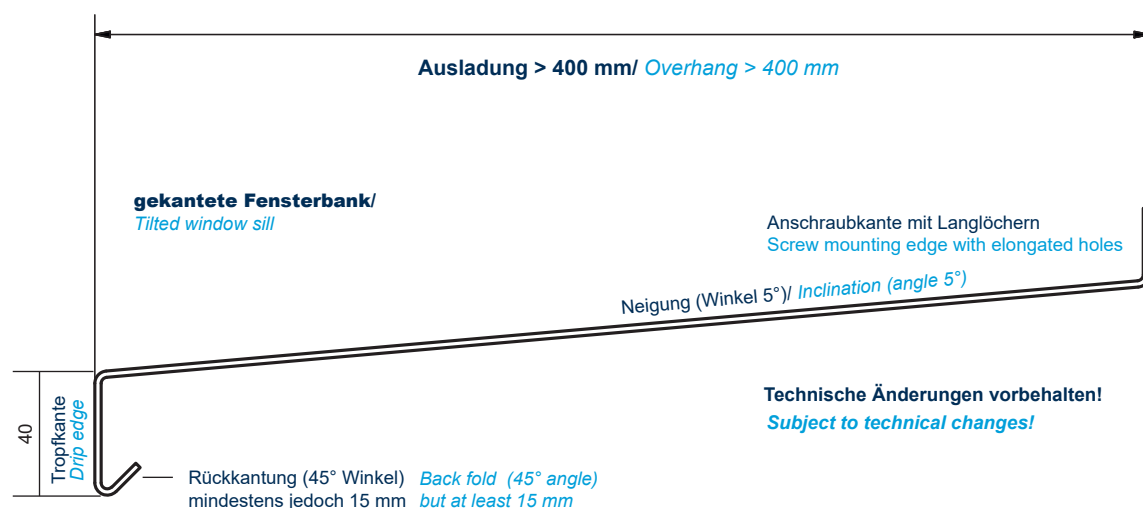 Ausladung > 400 mm/ Overhang > 400 mm
gekantete Fensterbank/
Tilted window sill
Anschraubkante mit Langlöchern
Screw mounting edge with elongated holes
Neigung (Winkel 5°)/ Inclination (angle 5°)
40
Tropfkante
Drip edge
Technische Änderungen vorbehalten!
Subject to technical changes!
Rückkantung (45° Winkel) Back fold (45° angle)
mindestens jedoch 15 mm but at least 15 mm